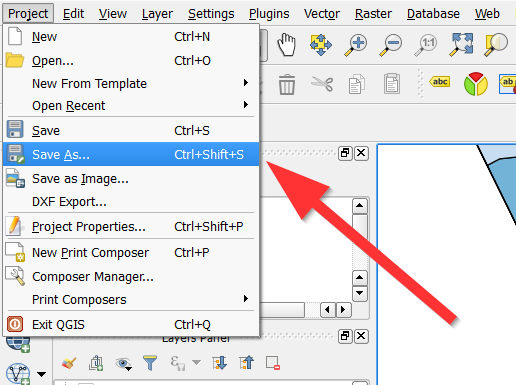 Project Edit View Layer Settings Plugins Vector Raster Database Web
New Ctrl+N
Open... Ctrl+O
New From Template
Open Recent
Save Ctrl+S
Save As... Ctrl+Shift+S
Save as Image...
DXF Export...
Project Properties... Ctrl+Shift+P
New Print Composer Ctrl+P
Composer Manager...
Print Composers
Exit QGIS Ctrl+Q
Layers Panel
1:1
abc
abc